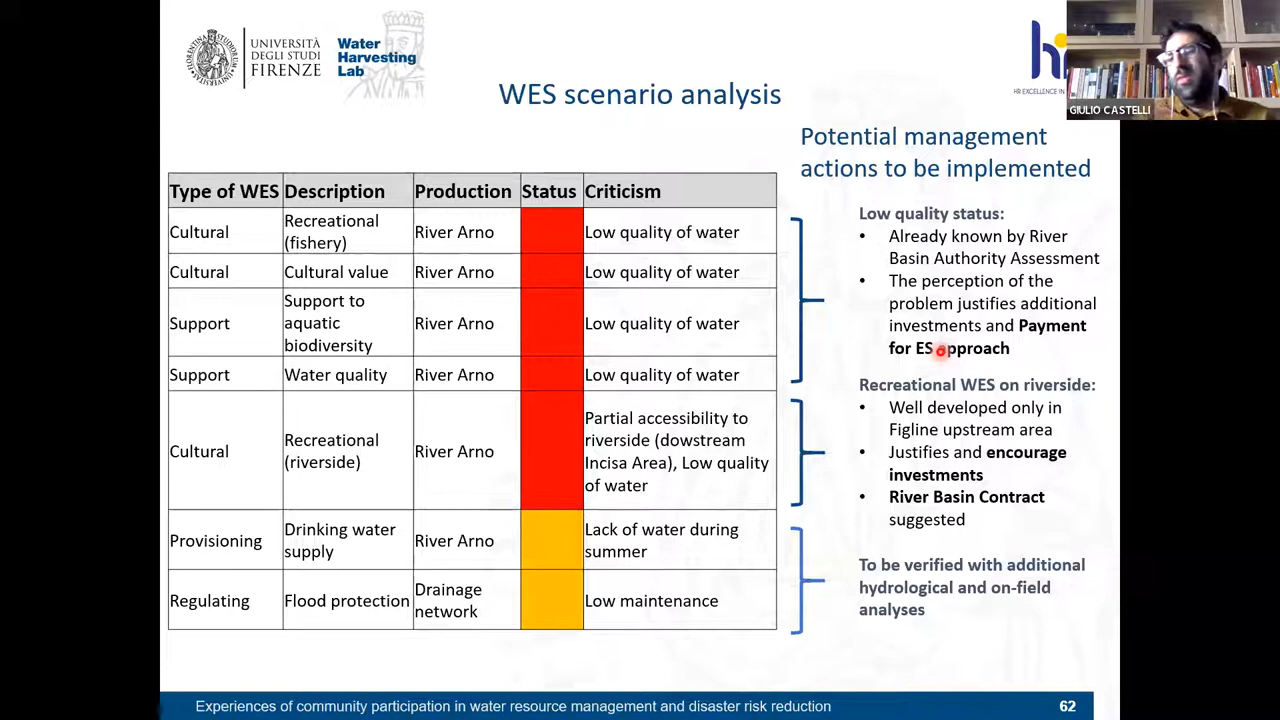 UNIVERSITÀ
DEGLI STUDI
FIRENZE
Water
Harvesting
Lab
HR EXCELLENCE IN
GIULIO CASTELLI
WES scenario analysis
Potential management
actions to be implemented
Type of WES Description Production Status Criticism
Cultural Recreational (fishery) River Arno Low quality of water
Cultural Cultural value River Arno Low quality of water
Support Support to aquatic biodiversity River Arno Low quality of water
Support Water quality River Arno Low quality of water
Cultural Recreational (riverside) River Arno Partial accessibility to riverside (dowstream Incisa Area), Low quality of water
Provisioning Drinking water supply River Arno Lack of water during summer
Regulating Flood protection Drainage network Low maintenance
Low quality status:
• Already known by River
Basin Authority Assessment
• The perception of the
problem justifies additional
investments and Payment
for ES approach
Recreational WES on riverside:
• Well developed only in
Figline upstream area
• Justifies and encourage
investments
• River Basin Contract
suggested
To be verified with additional
hydrological and on-field
analyses
Experiences of community participation in water resource management and disaster risk reduction
62